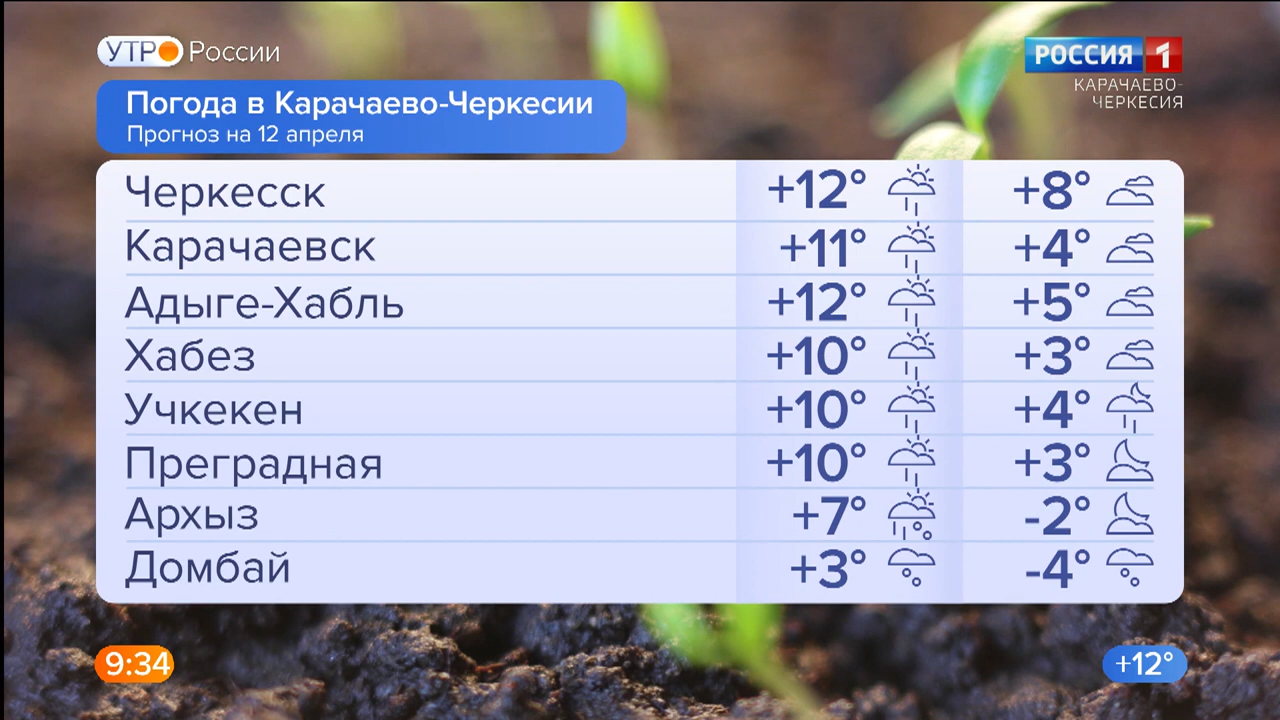 УТРО России
РОССИЯ 1
КАРАЧАЕВО-
ЧЕРКЕСИЯ
Погода в Карачаево-Черкесии
Прогноз на 12 апреля
Черкесск +12° +8°
Карачаевск +11° +4°
Адыге-Хабль +12° +5°
Хабез +10° +3°
Учкекен +10° +4°
Преградная +10° +3°
Архыз +7° -2°
Домбай +3° -4°
9:34 +12°